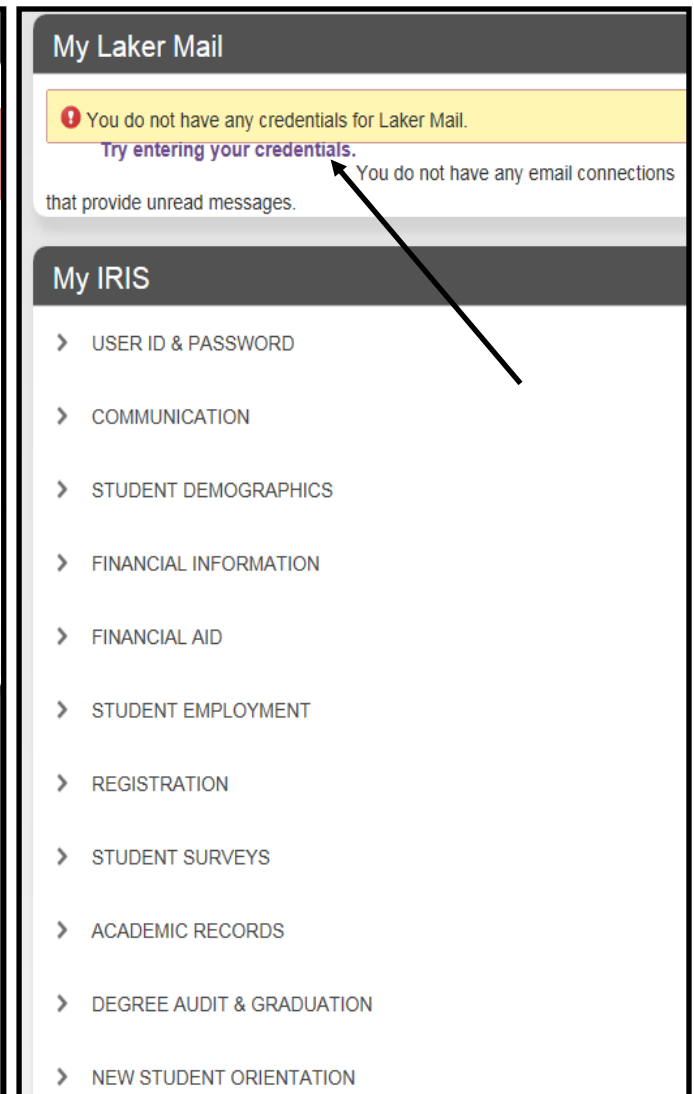 My Laker Mail
You do not have any credentials for Laker Mail.
Try entering your credentials.
You do not have any email connections
that provide unread messages.
My IRIS
USER ID & PASSWORD
COMMUNICATION
STUDENT DEMOGRAPHICS
FINANCIAL INFORMATION
FINANCIAL AID
STUDENT EMPLOYMENT
REGISTRATION
STUDENT SURVEYS
ACADEMIC RECORDS
DEGREE AUDIT & GRADUATION
NEW STUDENT ORIENTATION